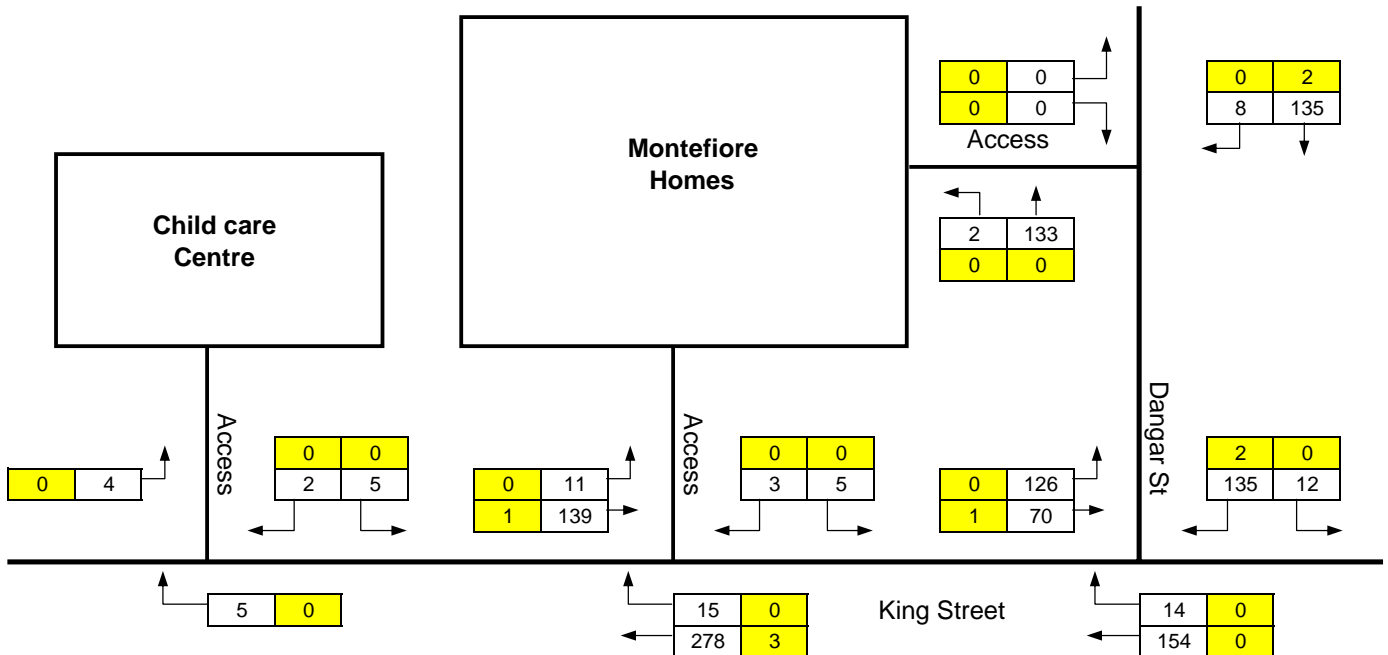 0 0
0 0
Access
0 2
8 135
Montefiore
Homes
Child care
Centre
2 133
0 0
Access
Access
Dangar St
0 4
0 0
2 5
0 11
1 139
0 0
3 5
0 126
1 70
2 0
135 12
5 0
15 0
278 3
King Street
14 0
154 0